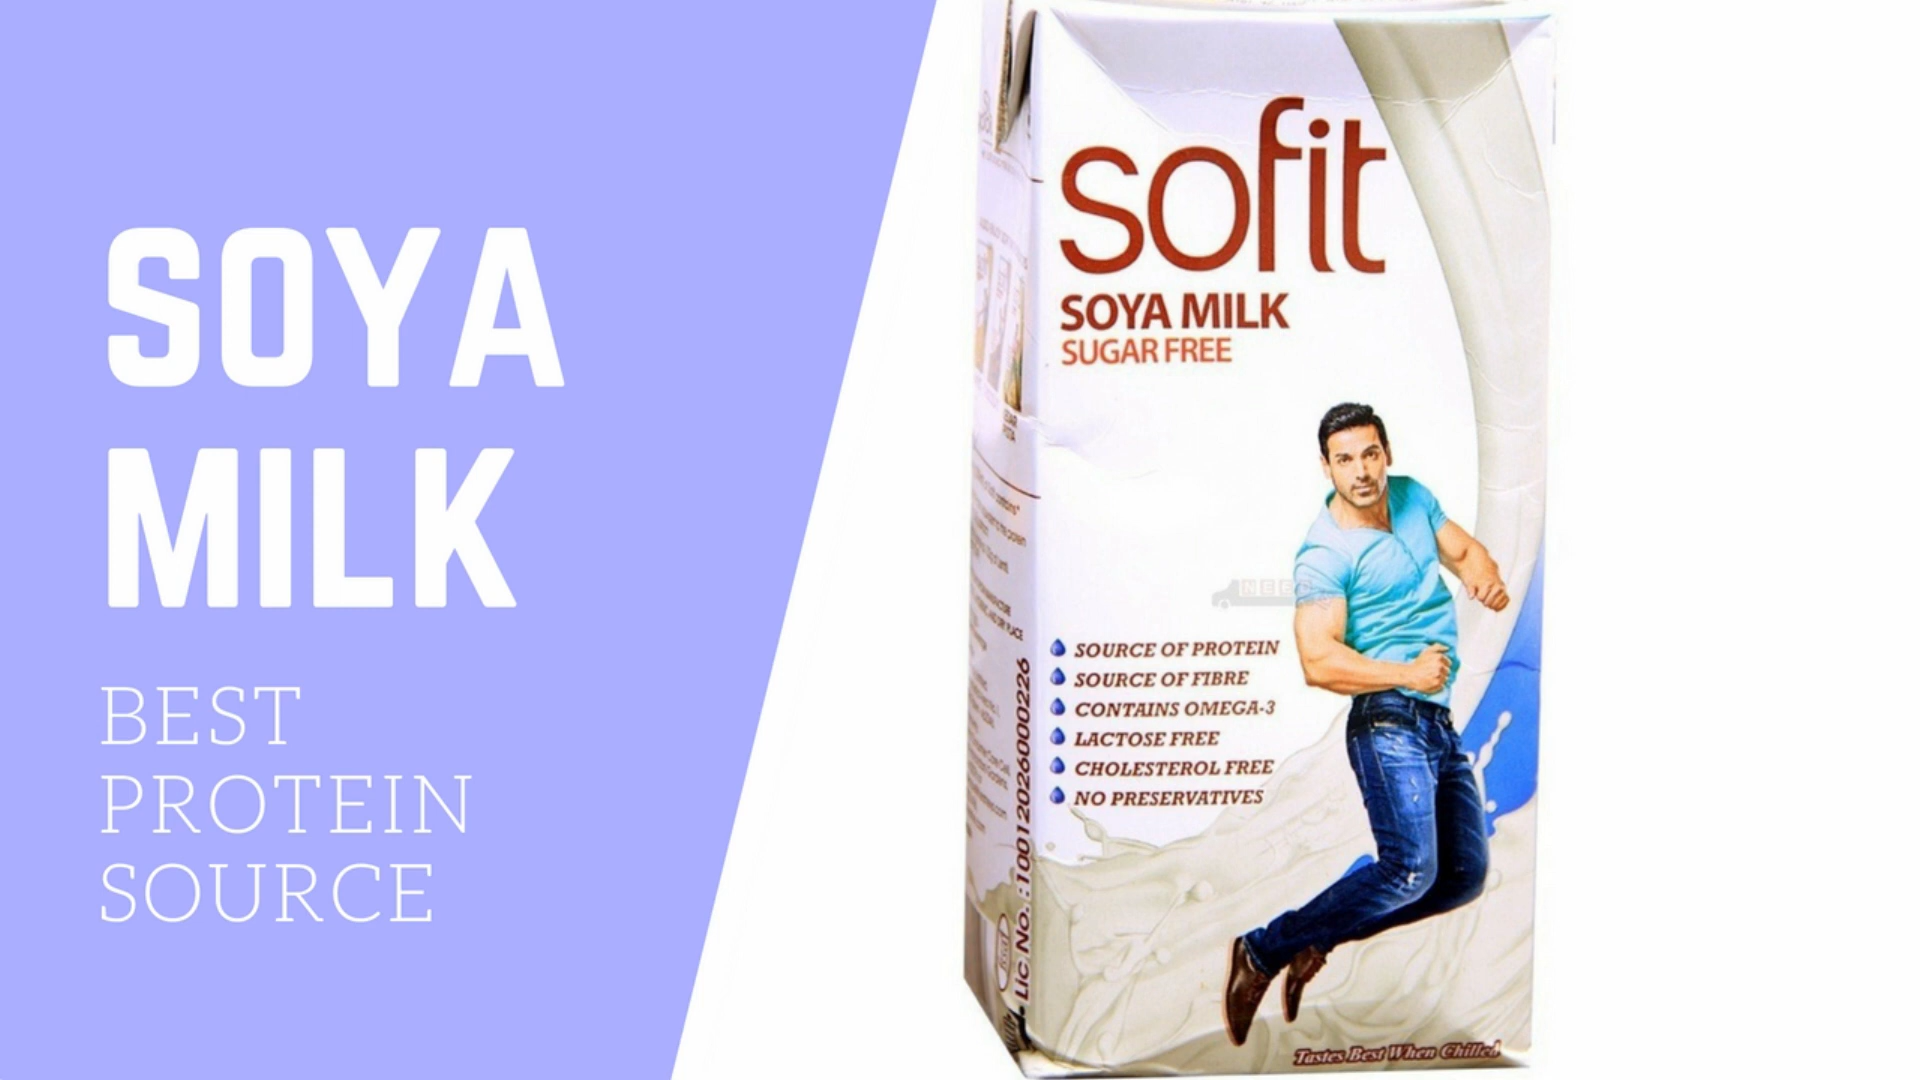 SOYA
MILK
BEST
PROTEIN
SOURCE
sofit
SOYA MILK
SUGAR FREE
NEED
SOURCE OF PROTEIN
SOURCE OF FIBRE
CONTAINS OMEGA-3
LACTOSE FREE
CHOLESTEROL FREE
NO PRESERVATIVES
Tastes Best When Chilled
Lic No. :10012026000226